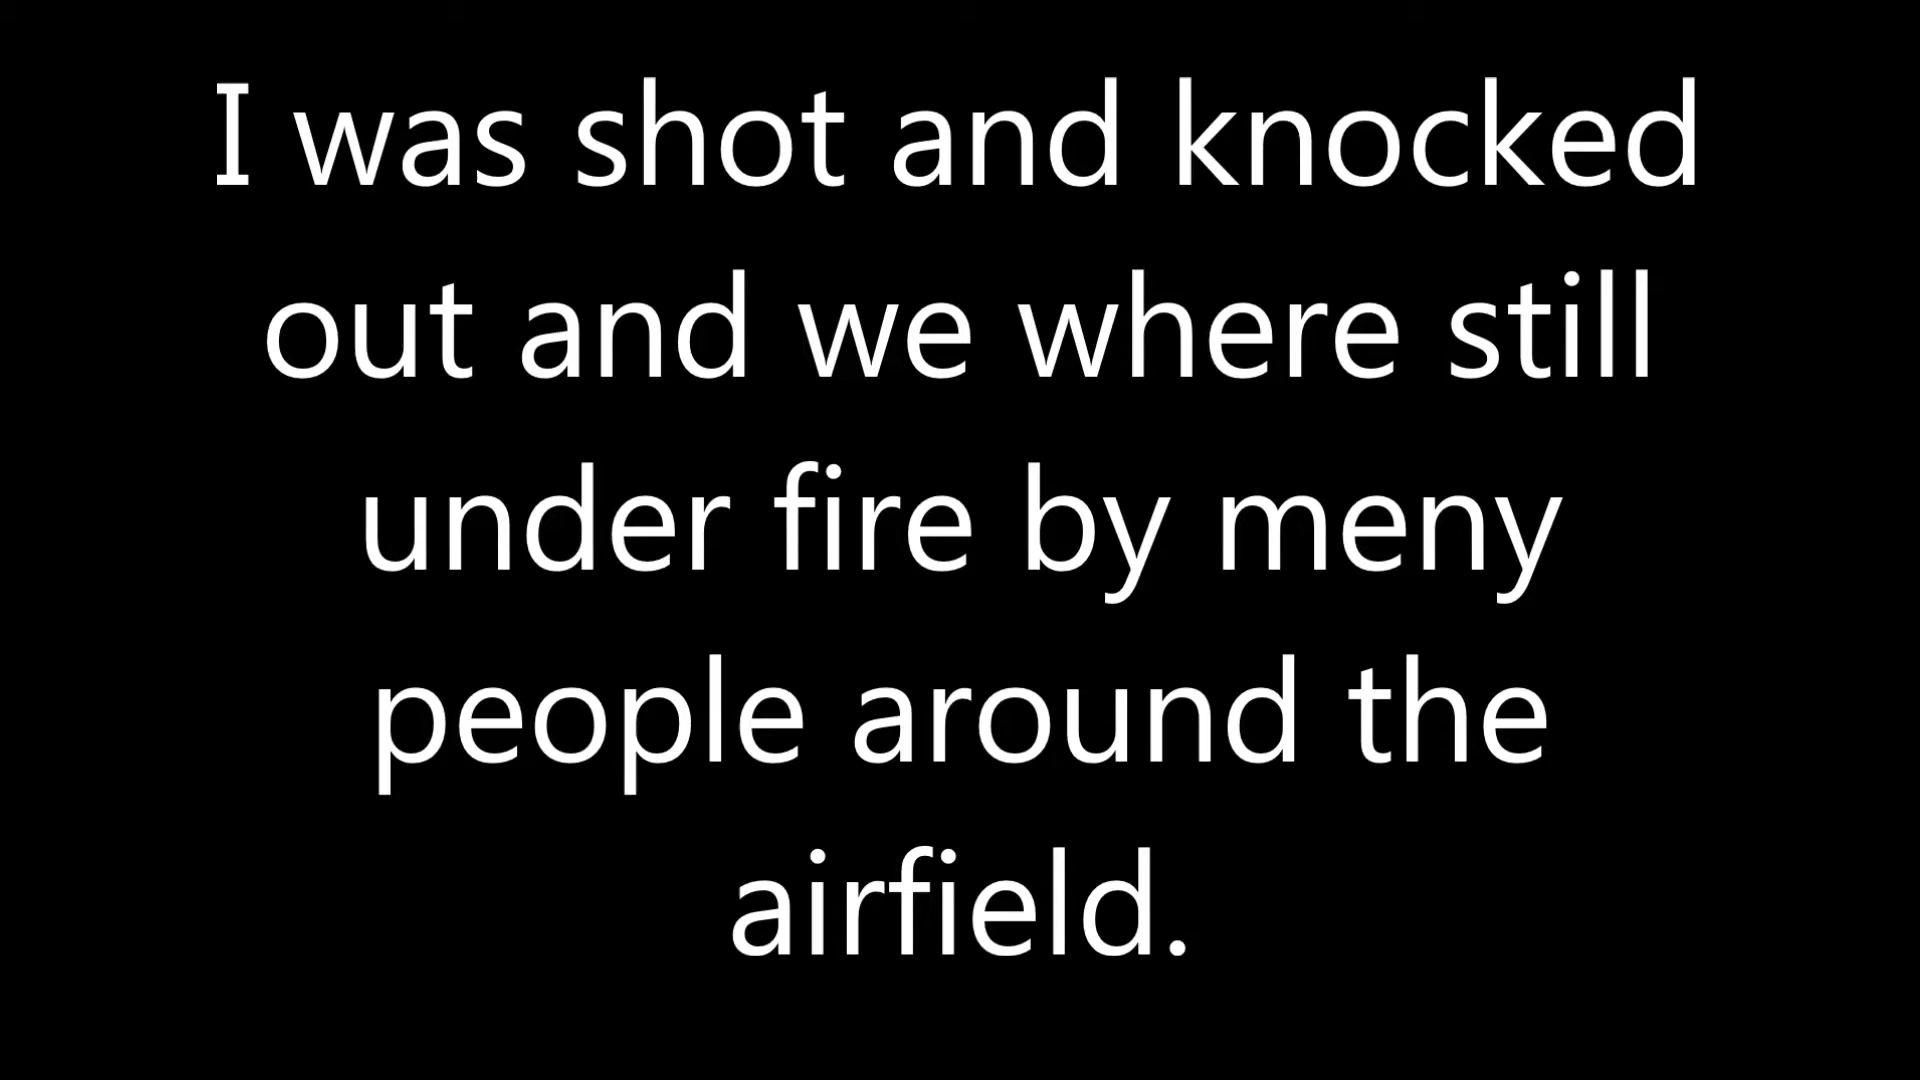 I was shot and knocked
out and we where still
under fire by meny
people around the
airfield.